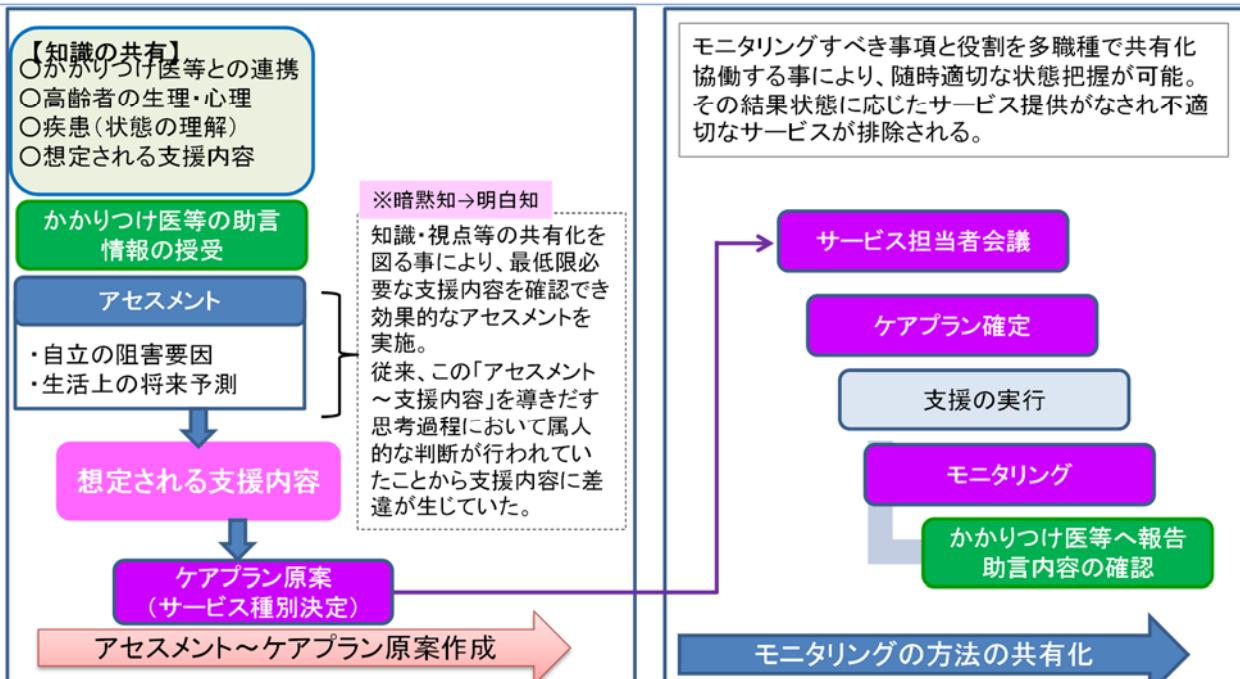 【知識の共有】
〇かかりつけ医等との連携
〇高齢者の生理・心理
〇疾患(状態の理解)
〇想定される支援内容
かかりつけ医等の助言
情報の授受
アセスメント
・自立の阻害要因
・生活上の将来予測
想定される支援内容
ケアプラン原案
(サービス種別決定)
アセスメント～ケアプラン原案作成
※暗黙知→明白知
知識・視点等の共有化を
図る事により、最低限必
要な支援内容を確認でき
効果的なアセスメントを
実施。
従来、この「アセスメント
～支援内容」を導きだす
思考過程において属人
的な判断が行われてい
たことから支援内容に差
違が生じていた。
モニタリングすべき事項と役割を多職種で共有化
協働する事により、随時適切な状態把握が可能。
その結果状態に応じたサービス提供がなされ不適
切なサービスが排除される。
サービス担当者会議
ケアプラン確定
支援の実行
モニタリング
かかりつけ医等へ報告
助言内容の確認
モニタリングの方法の共有化